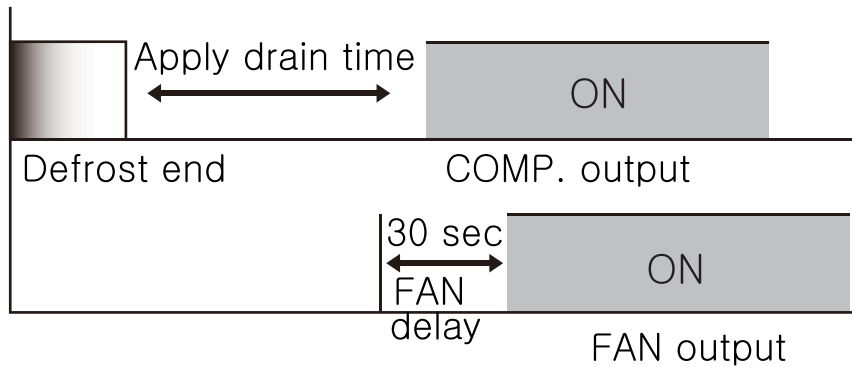 Apply drain time
ON
Defrost end
COMP. output
30 sec
ON
FAN
delay
FAN output